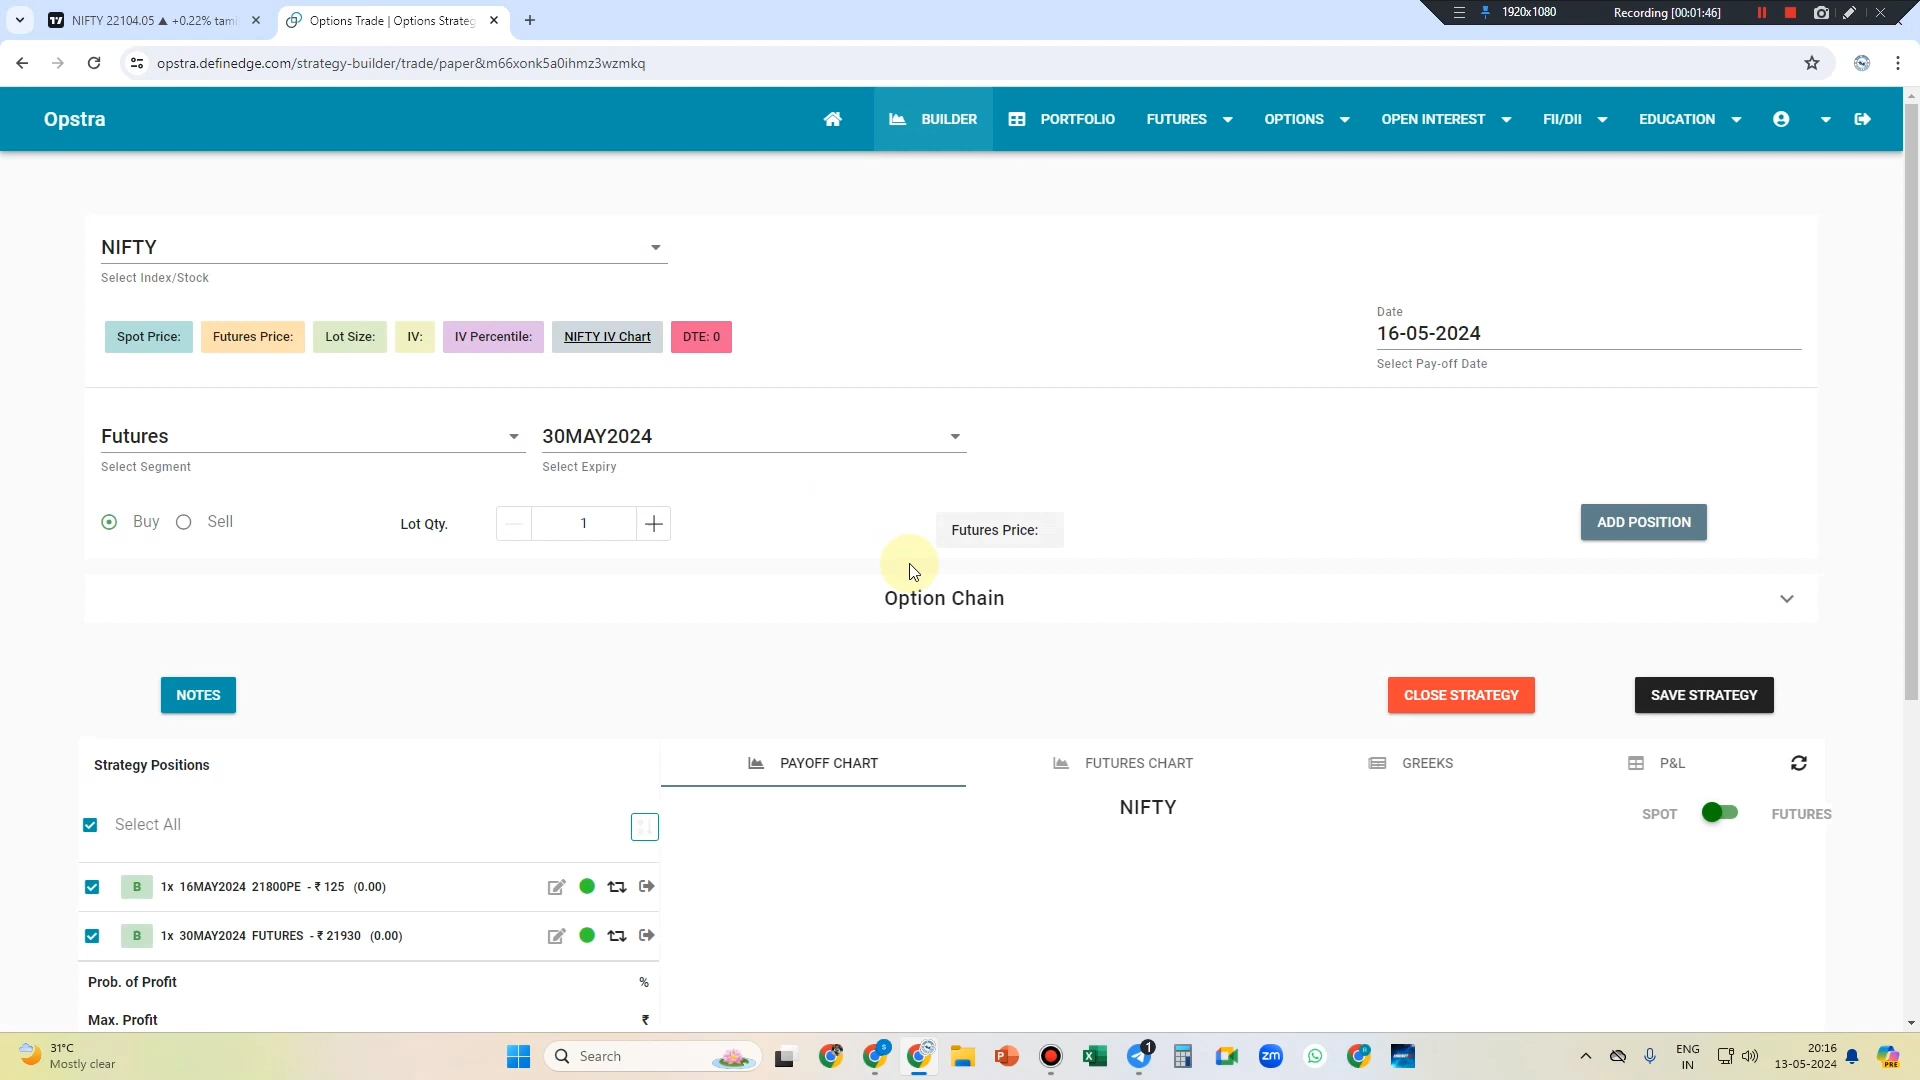 NIFTY 22104.05 ▲ +0.22% tami
Options Trade | Options Strateg
1920x1080
Recording [00:01:46]
opstra.definedge.com/strategy-builder/trade/paper&m66xonk5a0ihmz3wzmkq
Opstra
BUILDER
PORTFOLIO
FUTURES
OPTIONS
OPEN INTEREST
FII/DII
EDUCATION
NIFTY
Select Index/Stock
Spot Price:
Futures Price:
Lot Size:
IV:
IV Percentile:
NIFTY IV Chart
DTE: 0
Date
16-05-2024
Select Pay-off Date
Futures
Select Segment
30MAY2024
Select Expiry
Buy
Sell
Lot Qty.
1
Futures Price:
ADD POSITION
Option Chain
NOTES
CLOSE STRATEGY
SAVE STRATEGY
Strategy Positions
PAYOFF CHART
FUTURES CHART
GREEKS
P&L
NIFTY
SPOT
FUTURES
Select All
B 1x 16MAY2024 21800PE - ₹ 125 (0.00)
B 1x 30MAY2024 FUTURES - ₹ 21930 (0.00)
Prob. of Profit %
Max. Profit ₹
31°C
Mostly clear
Search
1
zm
ENG
IN
20:16
13-05-2024